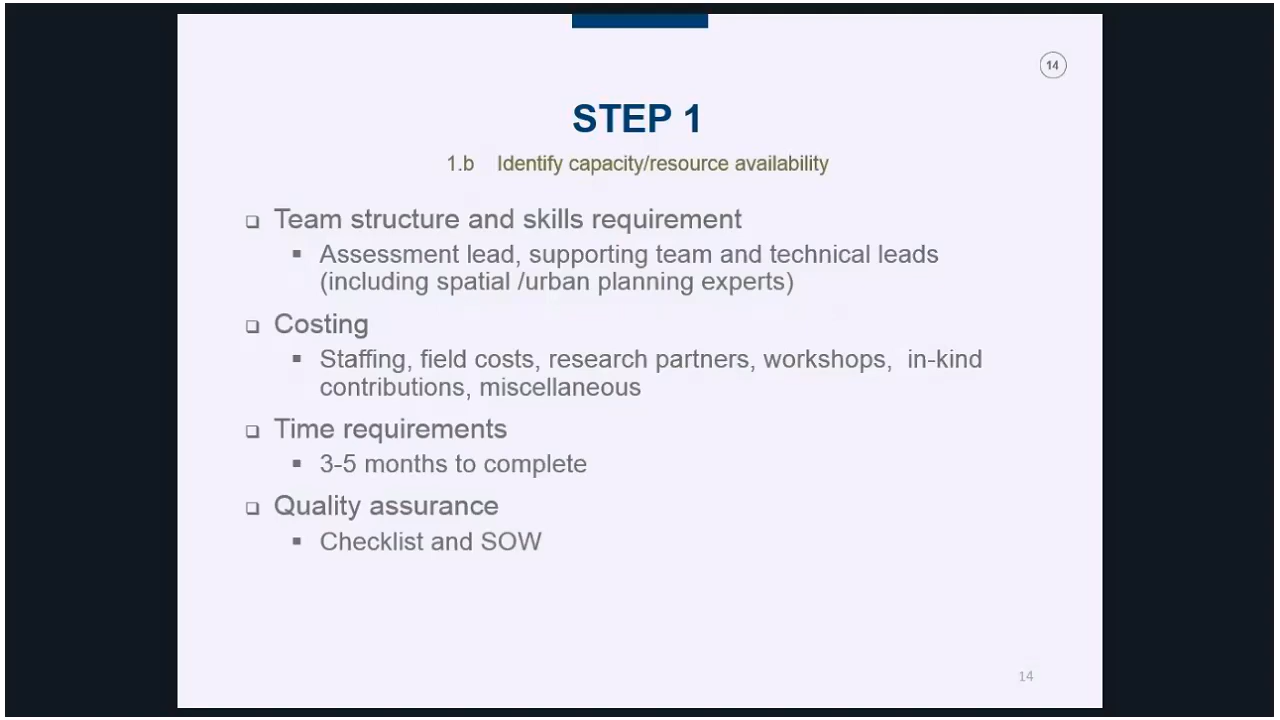 14
STEP 1
1.b Identify capacity/resource availability
❑ Team structure and skills requirement
▪ Assessment lead, supporting team and technical leads
(including spatial /urban planning experts)
❑ Costing
▪ Staffing, field costs, research partners, workshops, in-kind
contributions, miscellaneous
❑ Time requirements
▪ 3-5 months to complete
❑ Quality assurance
▪ Checklist and SOW
14